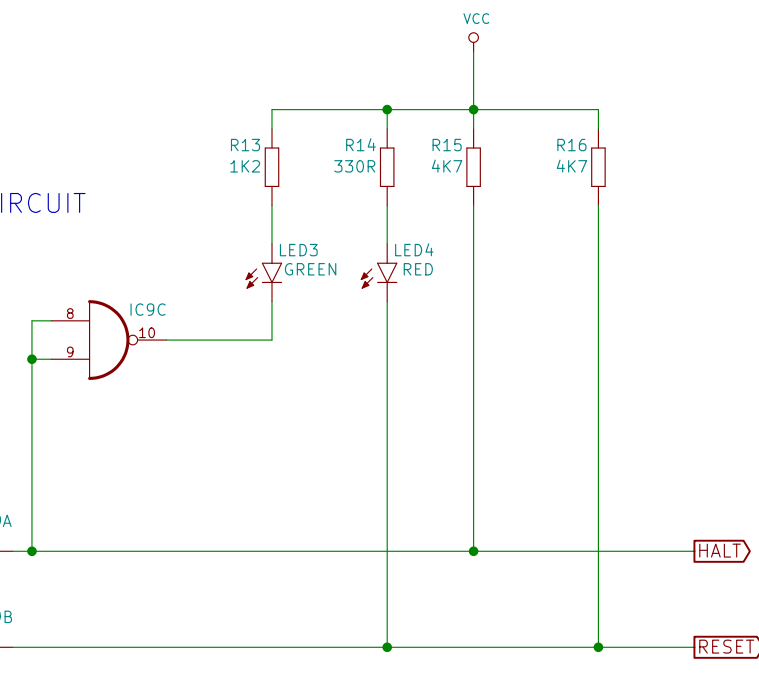 VCC
R13
1K2
R14
330R
R15
4K7
R16
4K7
IRCUIT
LED3
GREEN
LED4
RED
IC9C
8
9
10
A
HALT
B
RESET